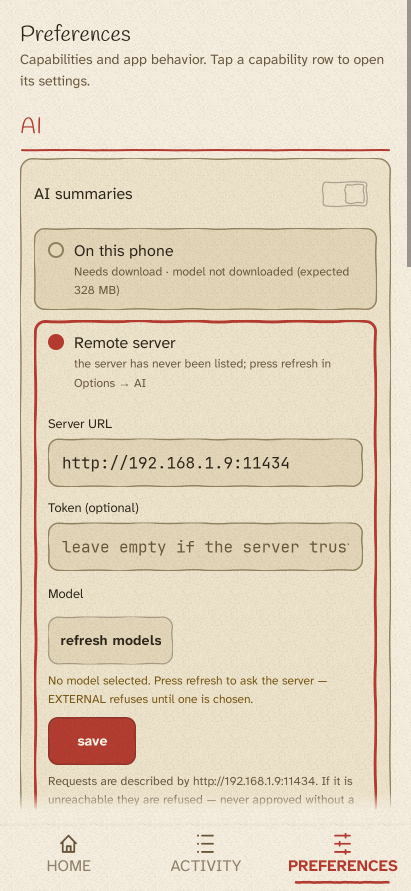 Preferences
Capabilities and app behavior. Tap a capability row to open
its settings.
AI
AI summaries
On this phone
Needs download · model not downloaded (expected
328 MB)
Remote server
the server has never been listed; press refresh in
Options → AI
Server URL
http://192.168.1.9:11434
Token (optional)
leave empty if the server trus
Model
refresh models
No model selected. Press refresh to ask the server —
EXTERNAL refuses until one is chosen.
save
Requests are described by http://192.168.1.9:11434. If it is
unreachable they are refused — never approved without a
HOME
ACTIVITY
PREFERENCES